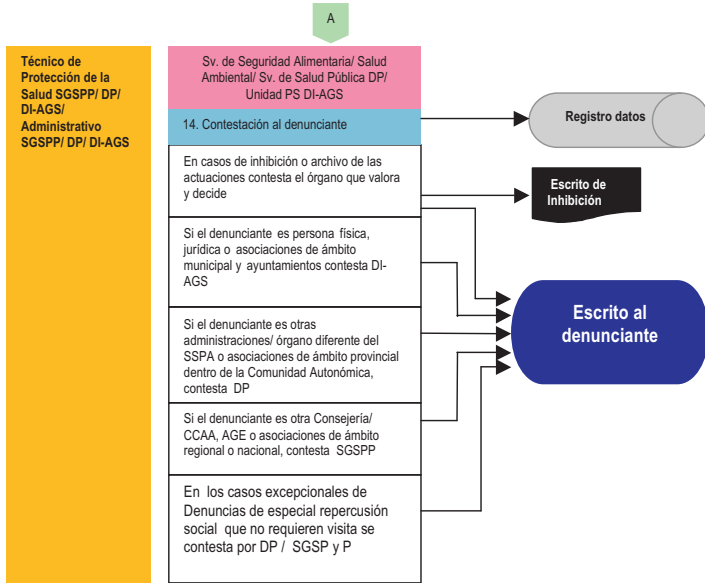 A
Técnico de
Protección de la
Salud SGSPP/ DP/
DI-AGS/
Administrativo
SGSPP/ DP/ DI-AGS
Sv. de Seguridad Alimentaria/ Salud
Ambiental/ Sv. de Salud Pública DP/
Unidad PS DI-AGS
14. Contestación al denunciante
Registro datos
En casos de inhibición o archivo de las
actuaciones contesta el órgano que valora
y decide
Escrito de
Inhibición
Si el denunciante es persona física,
jurídica o asociaciones de ámbito
municipal y ayuntamientos contesta DI-
AGS
Escrito al
denunciante
Si el denunciante es otras
administraciones/ órgano diferente del
SSPA o asociaciones de ámbito provincial
dentro de la Comunidad Autonómica,
contesta DP
Si el denunciante es otra Consejería/
CCAA, AGE o asociaciones de ámbito
regional o nacional, contesta SGSPP
En los casos excepcionales de
Denuncias de especial repercusión
social que no requieren visita se
contesta por DP / SGSP y P